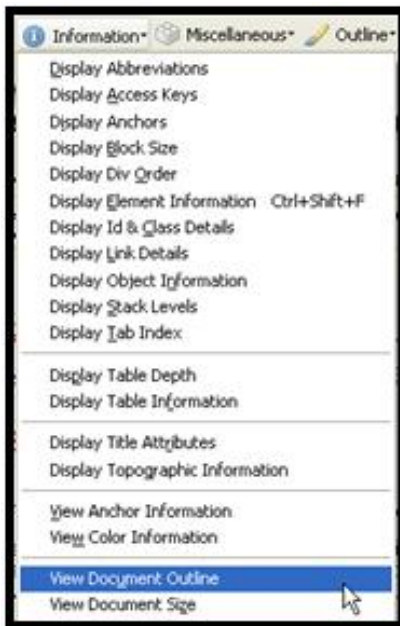 Information Miscellaneous Outline
Display Abbreviations
Display Access Keys
Display Anchors
Display Block Size
Display Div Order
Display Element Information Ctrl+Shift+F
Display Id & Class Details
Display Link Details
Display Object Information
Display Stack Levels
Display Tab Index
Display Table Depth
Display Table Information
Display Title Attributes
Display Topographic Information
View Anchor Information
View Color Information
View Document Outline
View Document Size